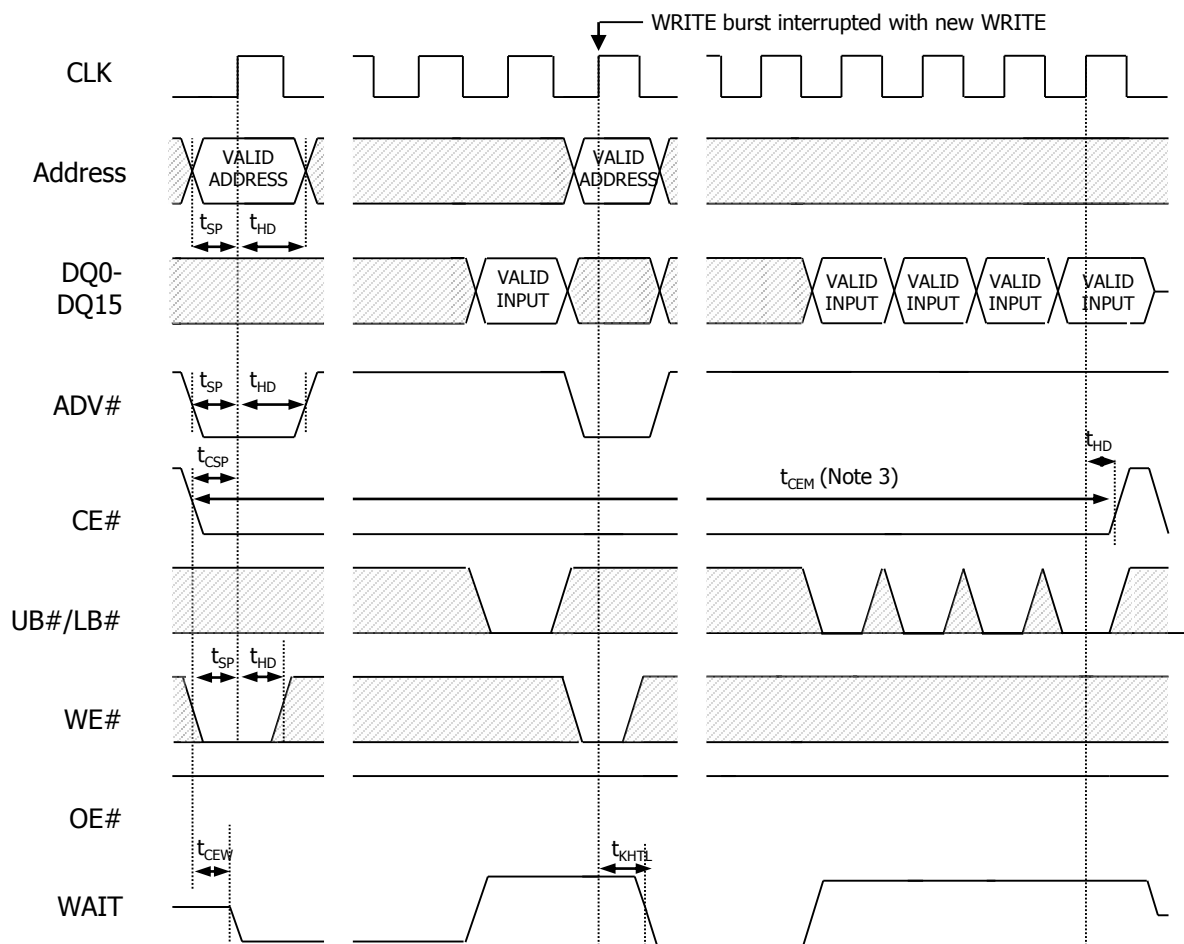 WRITE burst interrupted with new WRITE
CLK
Address
VALID
ADDRESS
VALID
ADDRESS
tSP
tHD
DQ0-
DQ15
VALID
INPUT
VALID
INPUT
VALID
INPUT
VALID
INPUT
VALID
INPUT
ADV#
tSP
tHD
tHD
tCSP
tCEM (Note 3)
CE#
UB#/LB#
tSP
tHD
WE#
OE#
tCEW
tKHTL
WAIT